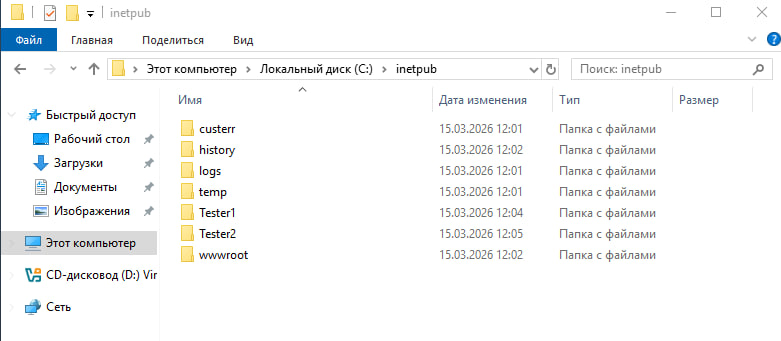 inetpub
Файл Главная Поделиться Вид
Этот компьютер Локальный диск (C:) inetpub Поиск: inetpub
Имя Дата изменения Тип Размер
Быстрый доступ
Рабочий стол
Загрузки
Документы
Изображения
Этот компьютер
CD-дисковод (D:) Vir
Сеть
custerr 15.03.2026 12:01 Папка с файлами
history 15.03.2026 12:02 Папка с файлами
logs 15.03.2026 12:01 Папка с файлами
temp 15.03.2026 12:01 Папка с файлами
Tester1 15.03.2026 12:04 Папка с файлами
Tester2 15.03.2026 12:05 Папка с файлами
wwwroot 15.03.2026 12:02 Папка с файлами